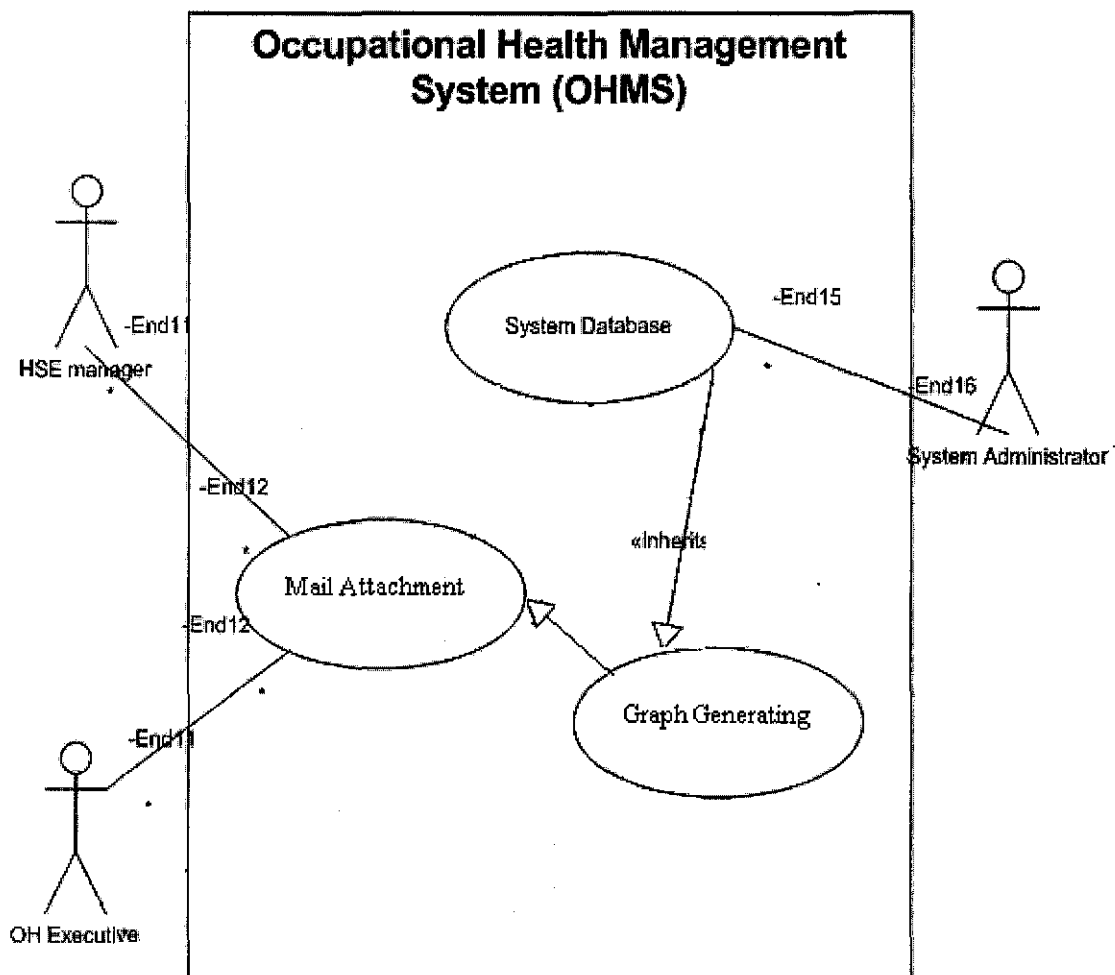 Occupational Health Management
System (OHMS)
-End11
HSE manager
*
System Database
-End15
*
-End16
System Administrator
-End12
*
«Inherits
Mail Attachment
-End12
*
Graph Generating
-End11
*
OH Executive